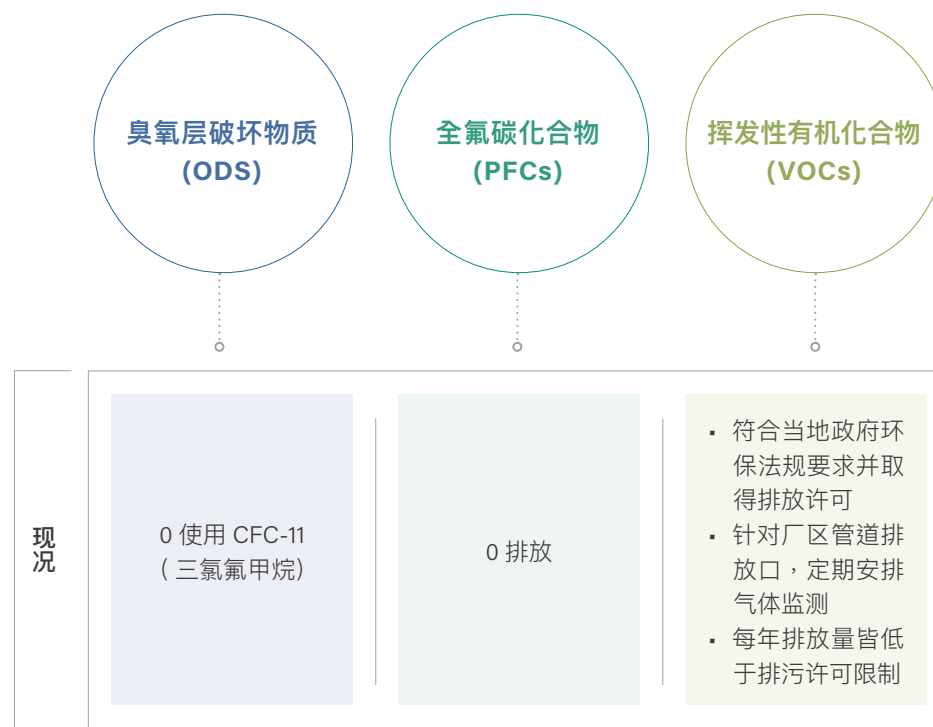 臭氧层破坏物质
(ODS)
全氟碳化合物
(PFCs)
挥发性有机化合物
(VOCs)
现况
0 使用 CFC-11
( 三氯氟甲烷)
0 排放
▪ 符合当地政府环
保法规要求并取
得排放许可
▪ 针对厂区管道排
放口，定期安排
气体监测
▪ 每年排放量皆低
于排污许可限制